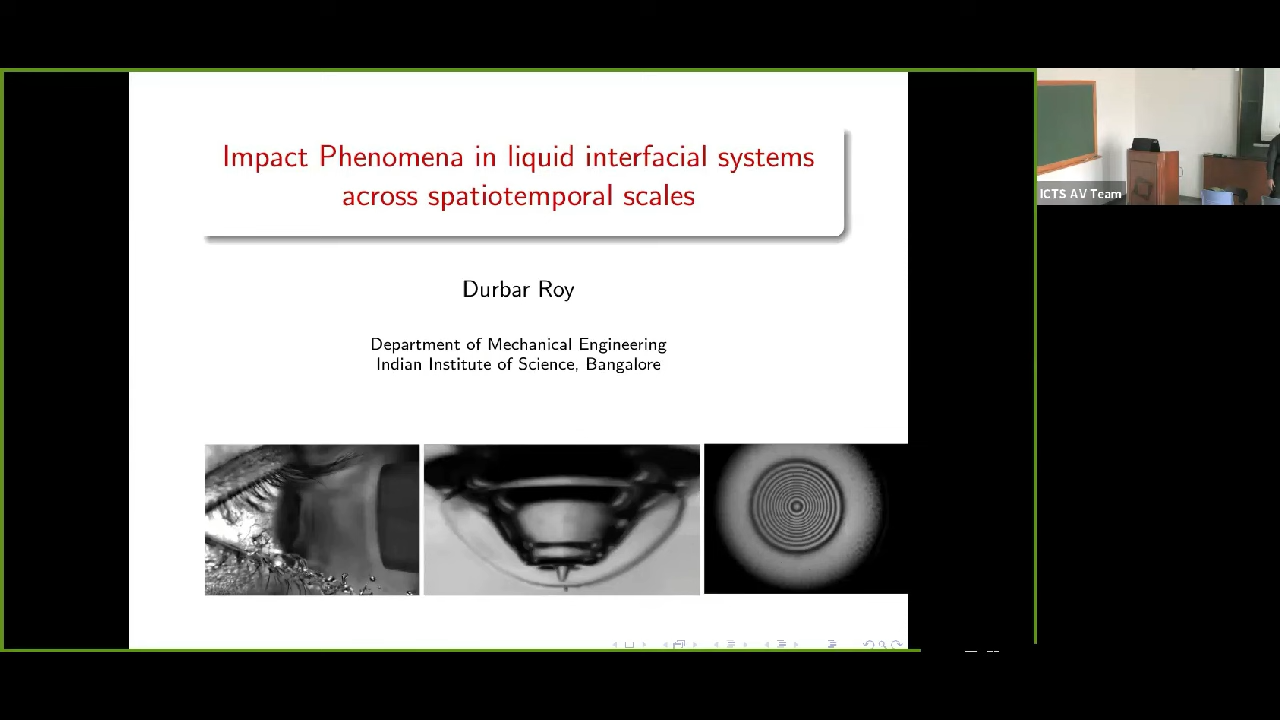 Impact Phenomena in liquid interfacial systems
across spatiotemporal scales
Durbar Roy
Department of Mechanical Engineering
Indian Institute of Science, Bangalore
ICTS AV Team